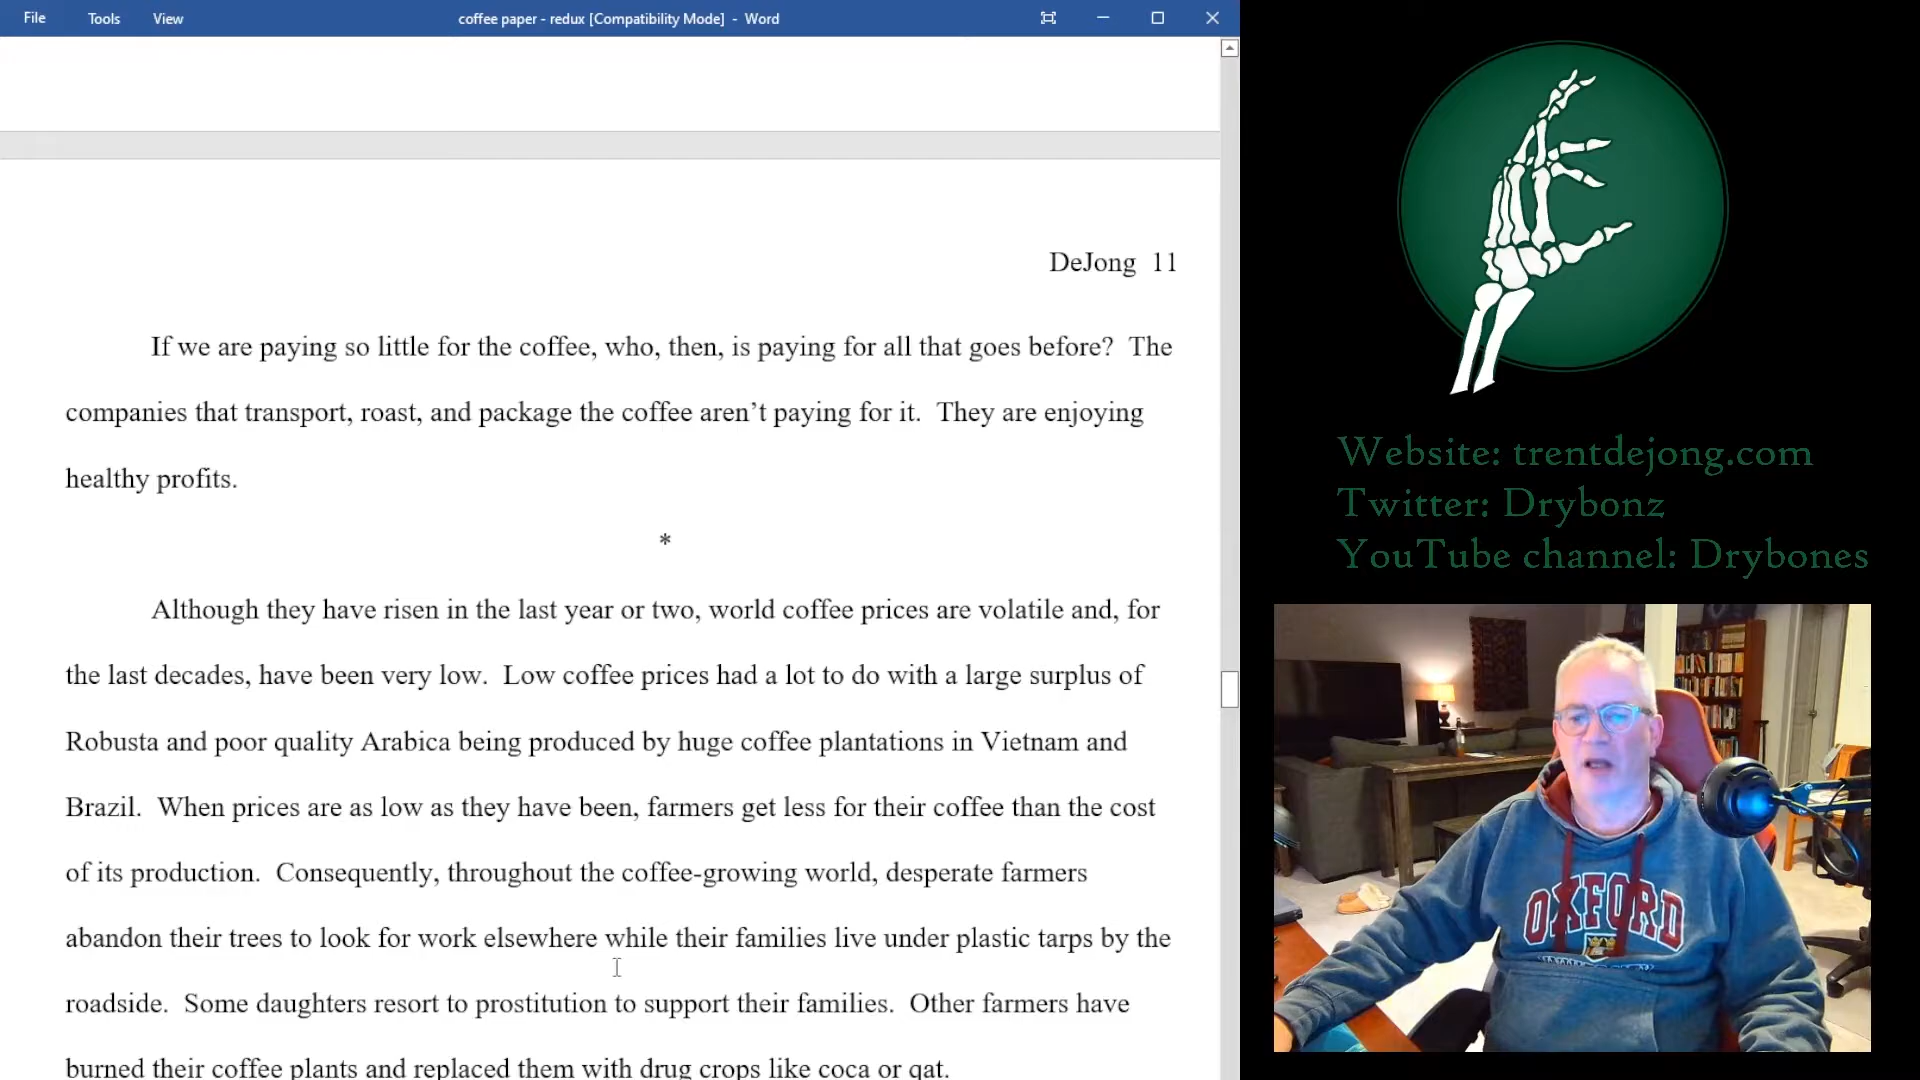 File Tools View coffee paper - redux [Compatibility Mode] - Word
DeJong 11
If we are paying so little for the coffee, who, then, is paying for all that goes before? The
companies that transport, roast, and package the coffee aren’t paying for it. They are enjoying
healthy profits.
*
Although they have risen in the last year or two, world coffee prices are volatile and, for
the last decades, have been very low. Low coffee prices had a lot to do with a large surplus of
Robusta and poor quality Arabica being produced by huge coffee plantations in Vietnam and
Brazil. When prices are as low as they have been, farmers get less for their coffee than the cost
of its production. Consequently, throughout the coffee-growing world, desperate farmers
abandon their trees to look for work elsewhere while their families live under plastic tarps by the
roadside. Some daughters resort to prostitution to support their families. Other farmers have
burned their coffee plants and replaced them with drug crops like coca or qat.
Website: trentdejong.com
Twitter: Drybonz
YouTube channel: Drybones
OXFORD